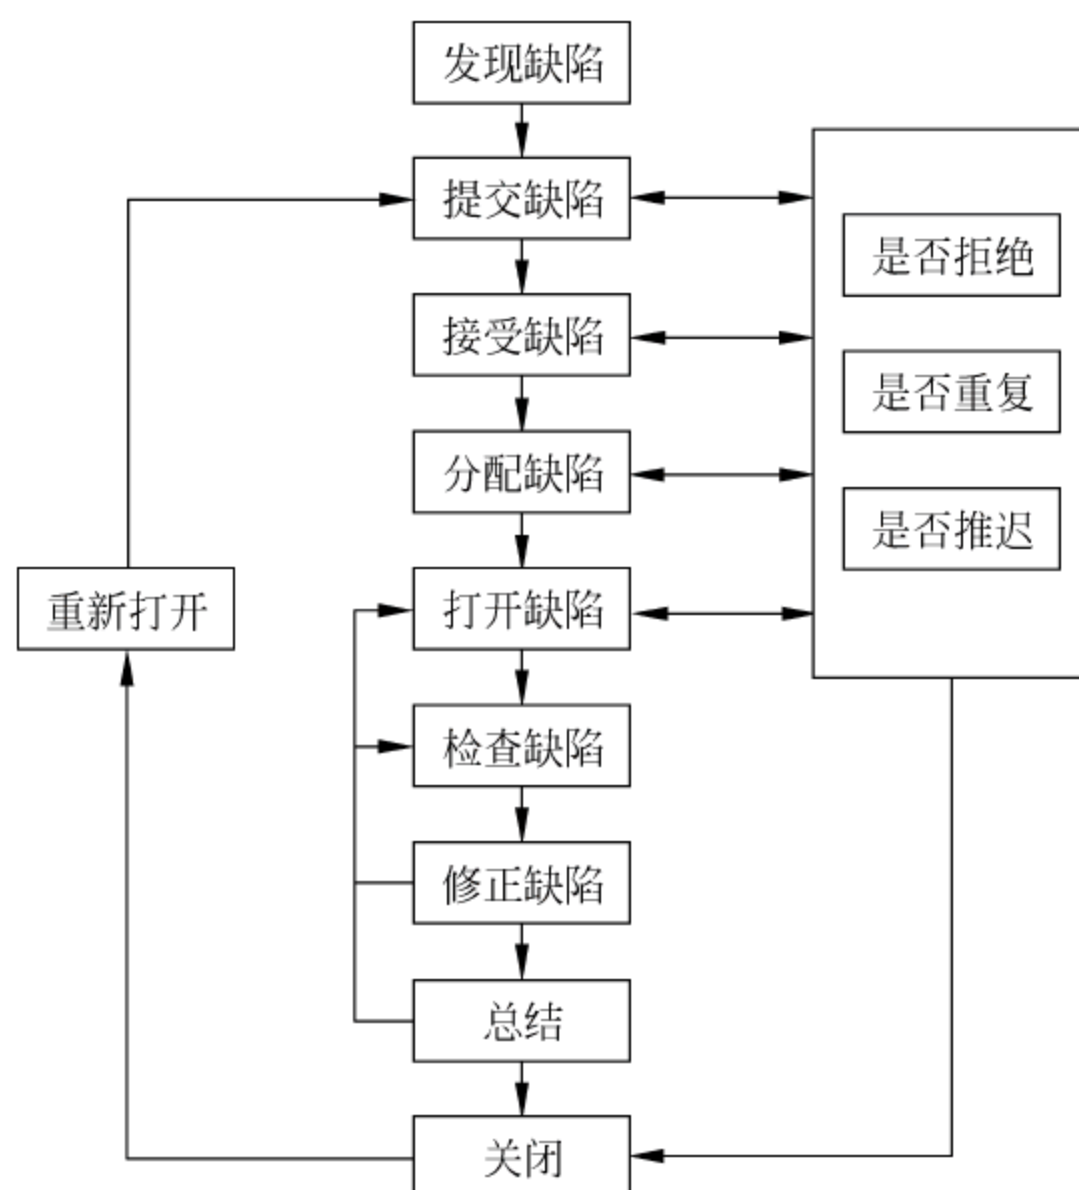 发现缺陷
提交缺陷
是否拒绝
接受缺陷
是否重复
分配缺陷
是否推迟
重新打开
打开缺陷
检查缺陷
修正缺陷
总结
关闭